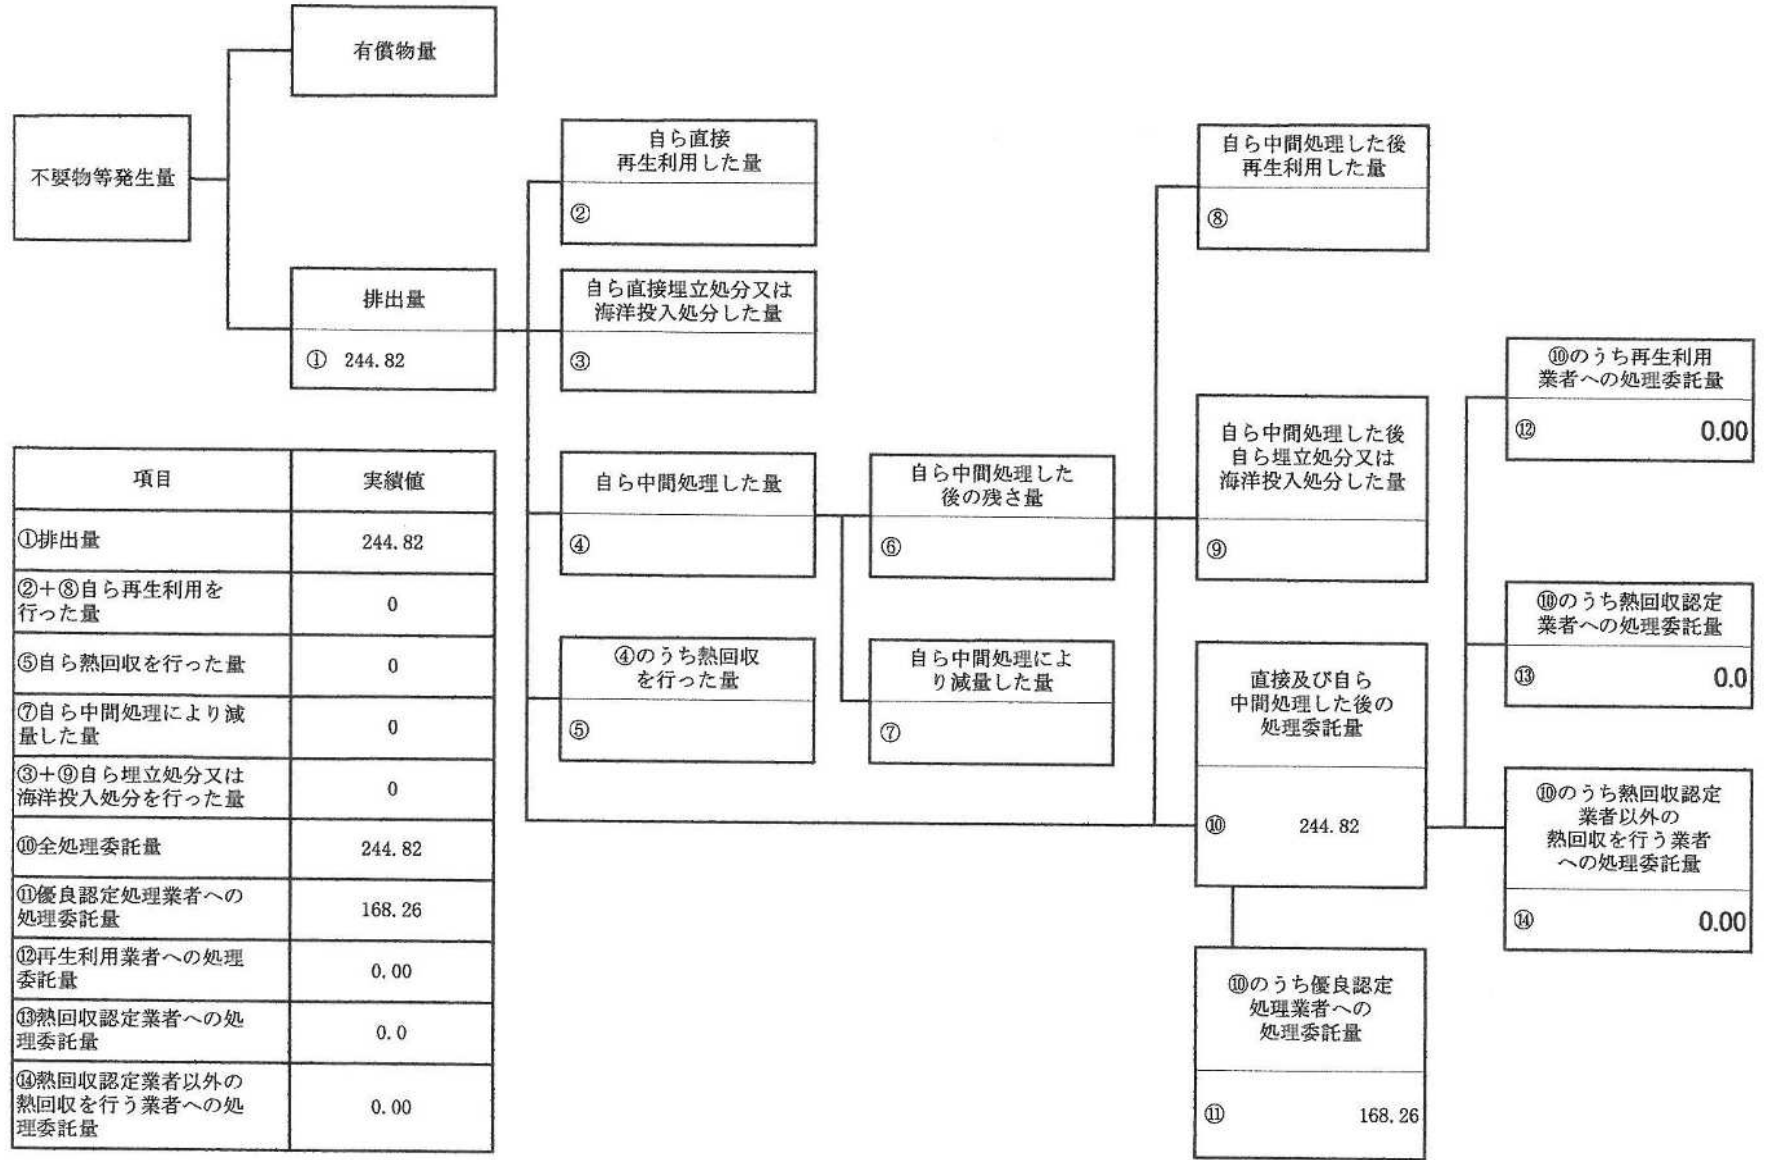 有償物量
不要物等発生量
排出量
① 244.82
自ら直接
再生利用した量
②
自ら直接埋立処分又は
海洋投入処分した量
③
自ら中間処理した量
④
④のうち熱回収
を行った量
⑤
自ら中間処理した
後の残さ量
⑥
自ら中間処理によ
り減量した量
⑦
自ら中間処理した後
再生利用した量
⑧
自ら中間処理した後
自ら埋立処分又は
海洋投入処分した量
⑨
直接及び自ら
中間処理した後の
処理委託量
⑩ 244.82
⑩のうち優良認定
処理業者への
処理委託量
⑪ 168.26
⑩のうち再生利用
業者への処理委託量
⑫ 0.00
⑩のうち熱回収認定
業者への処理委託量
⑬ 0.0
⑩のうち熱回収認定
業者以外の
熱回収を行う業者
への処理委託量
⑭ 0.00
項目 実績値
①排出量 244.82
②+⑧自ら再生利用を
行った量 0
⑤自ら熱回収を行った量 0
⑦自ら中間処理により減
量した量 0
③+⑨自ら埋立処分又は
海洋投入処分を行った量 0
⑩全処理委託量 244.82
⑪優良認定処理業者への
処理委託量 168.26
⑫再生利用業者への処理
委託量 0.00
⑬熱回収認定業者への処
理委託量 0.0
⑭熱回収認定業者以外の
熱回収を行う業者への処
理委託量 0.00